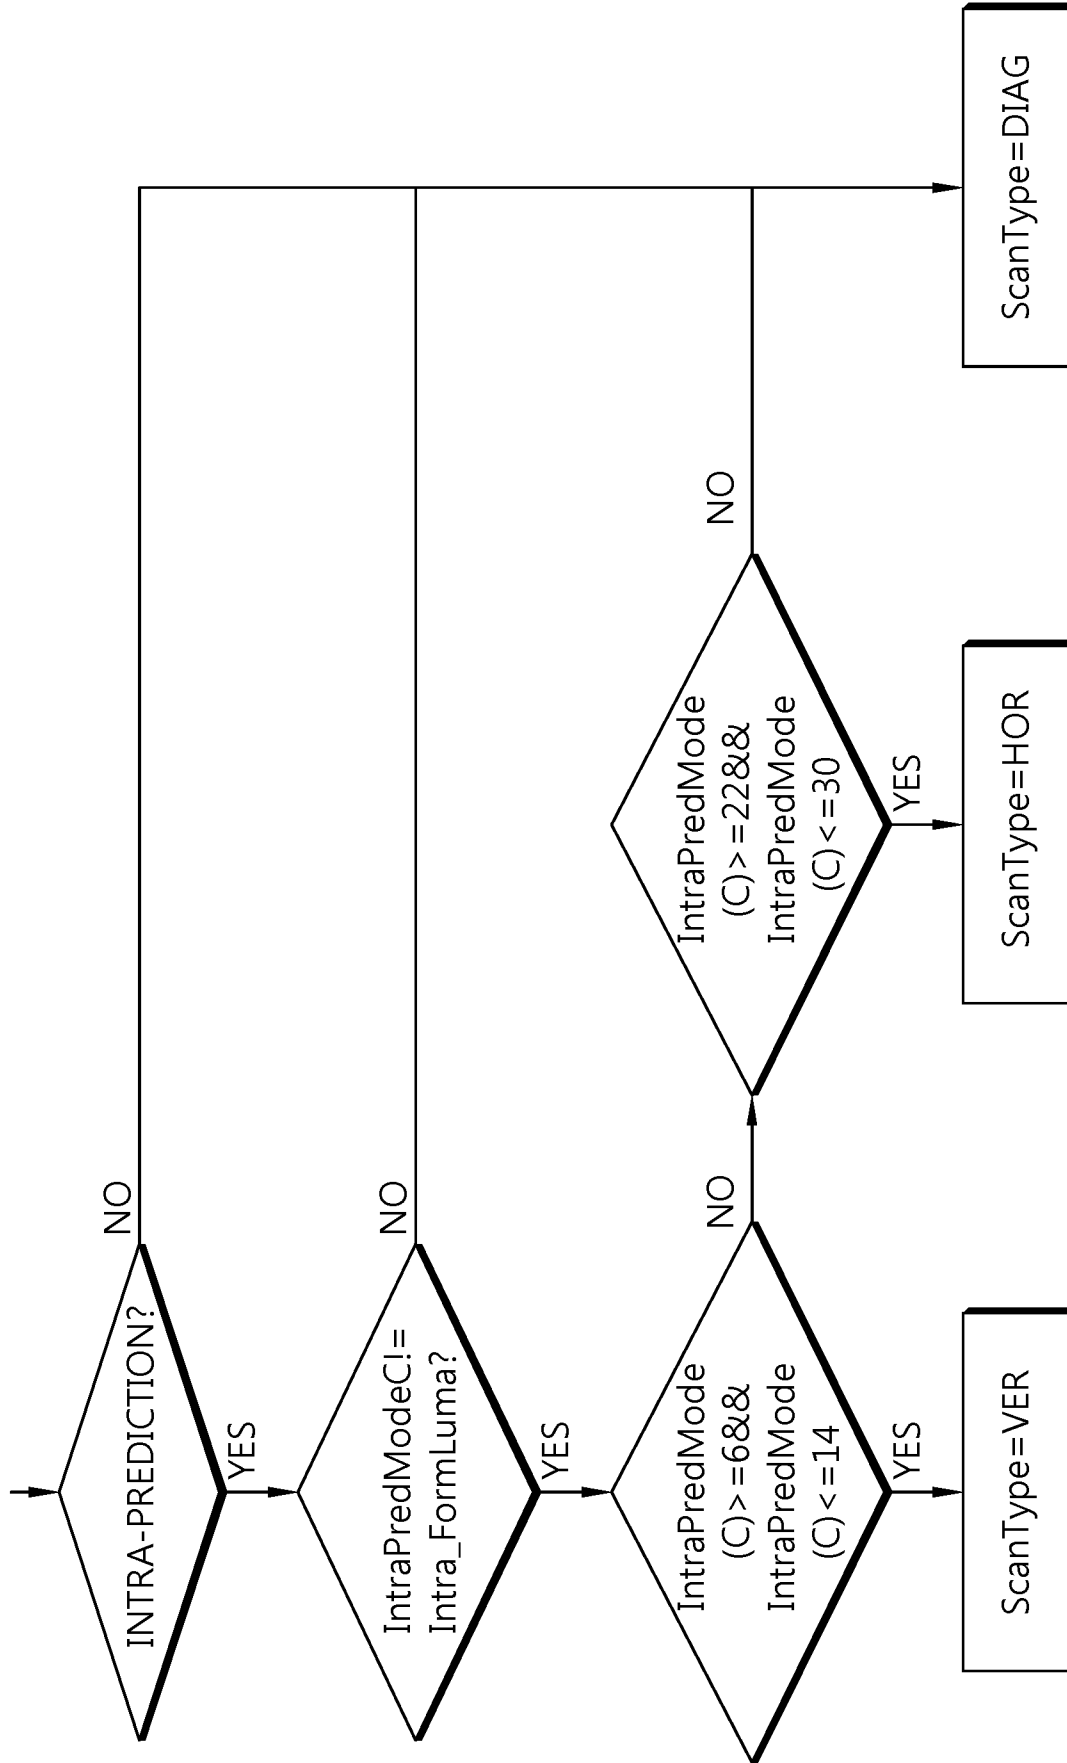 INTRA-PREDICTION?
NO
YES
IntraPredModeC!=
Intra_FormLuma?
NO
YES
IntraPredMode
(C)>=6&&
IntraPredMode
(C)<=14
NO
YES
IntraPredMode
(C)>=22&&
IntraPredMode
(C)<=30
NO
YES
ScanType=VER
ScanType=HOR
ScanType=DIAG